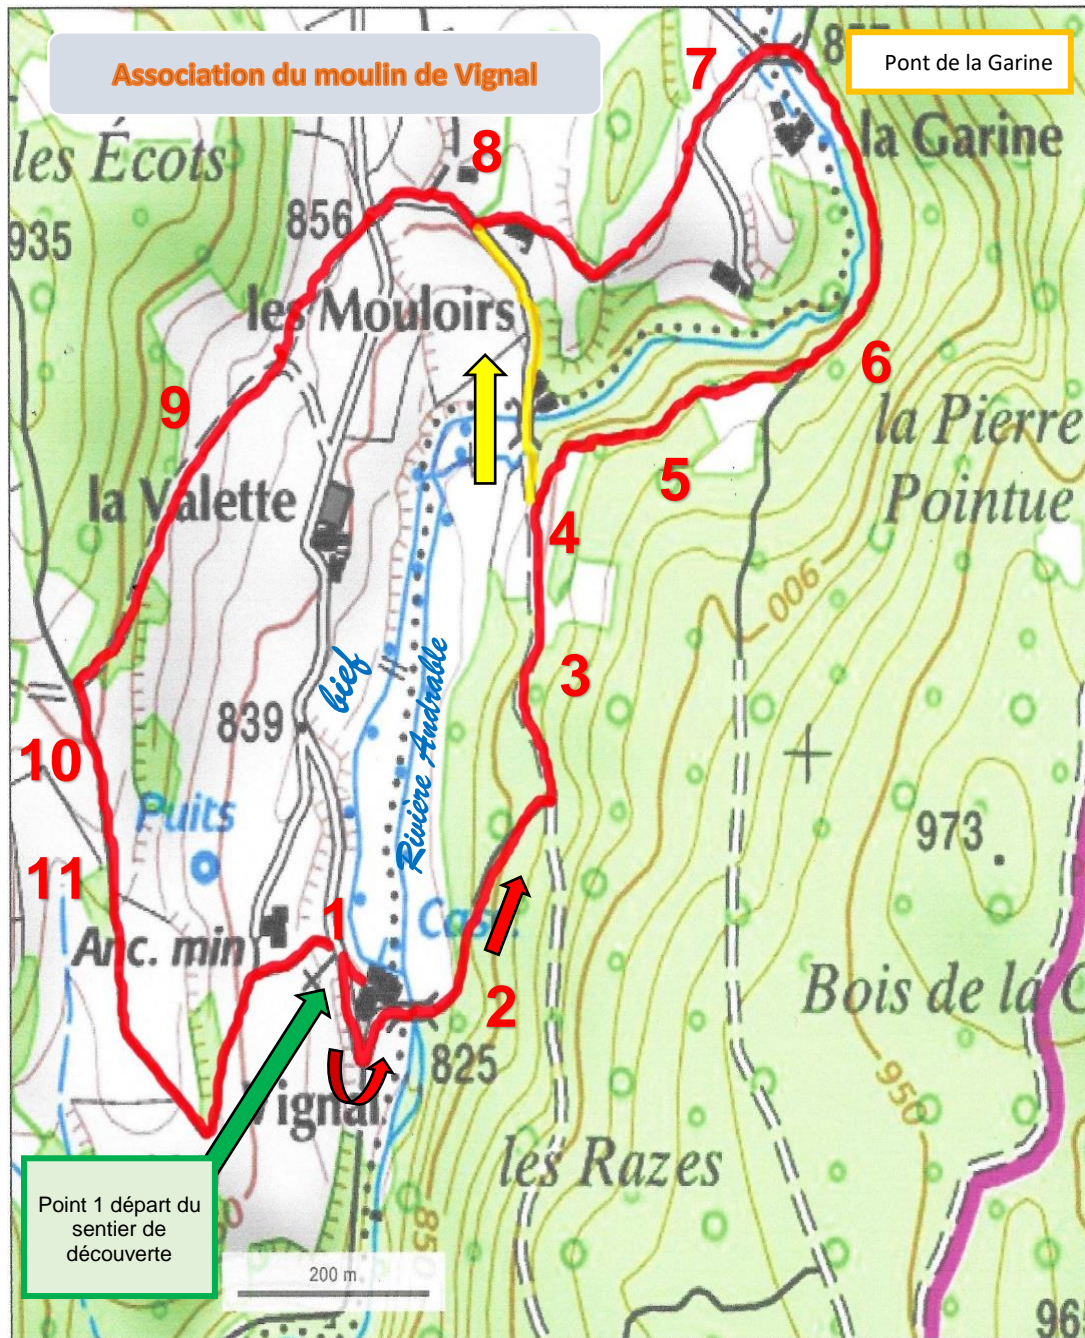 Association du moulin de Vignal
Pont de la Garine
7
8
la Garine
les Écots
856
935
les Mouloirs
6
9
la Pierre
Pointue
5
la Valette
4
900
3
bief
Rivière Andrable
839
10
Puits
2
973
11
1
Anc. min
Bois de la
2
825
950
Vignal
les Razes
Point 1 départ du
sentier de
découverte
850
200 m